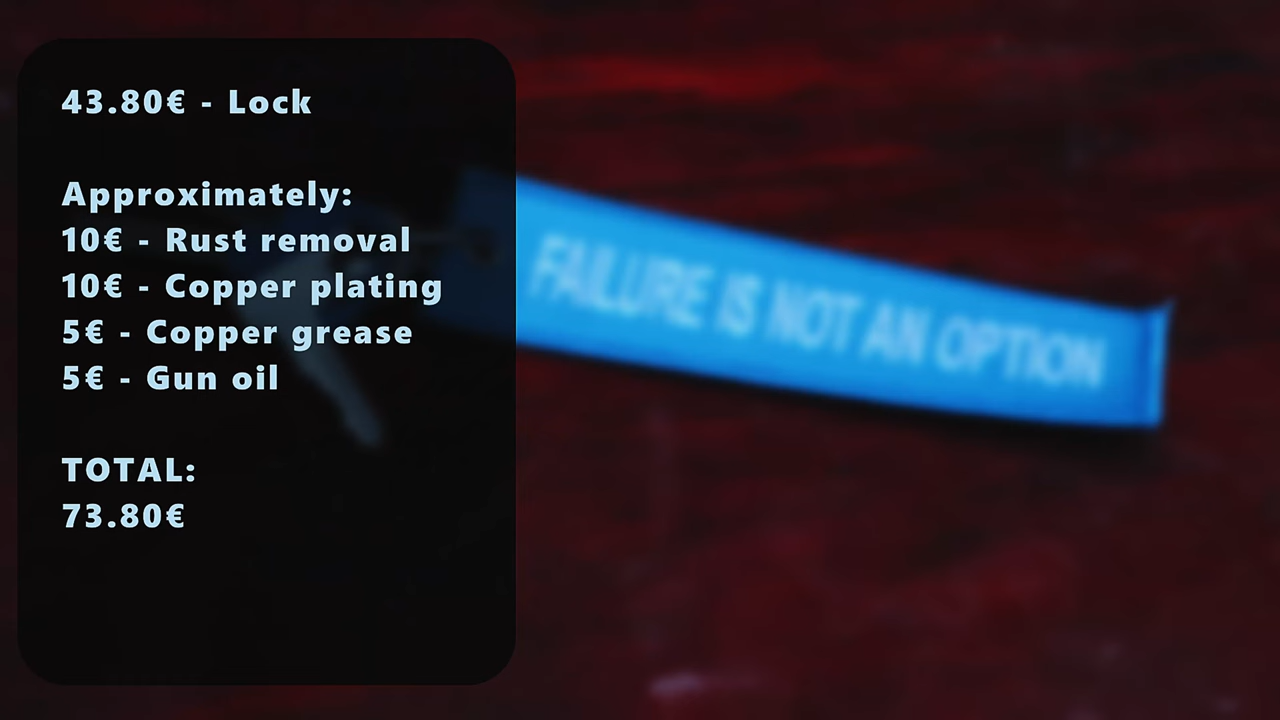 43.80€ - Lock
Approximately:
10€ - Rust removal
10€ - Copper plating
5€ - Copper grease
5€ - Gun oil
TOTAL:
73.80€
FAILURE IS NOT AN OPTION